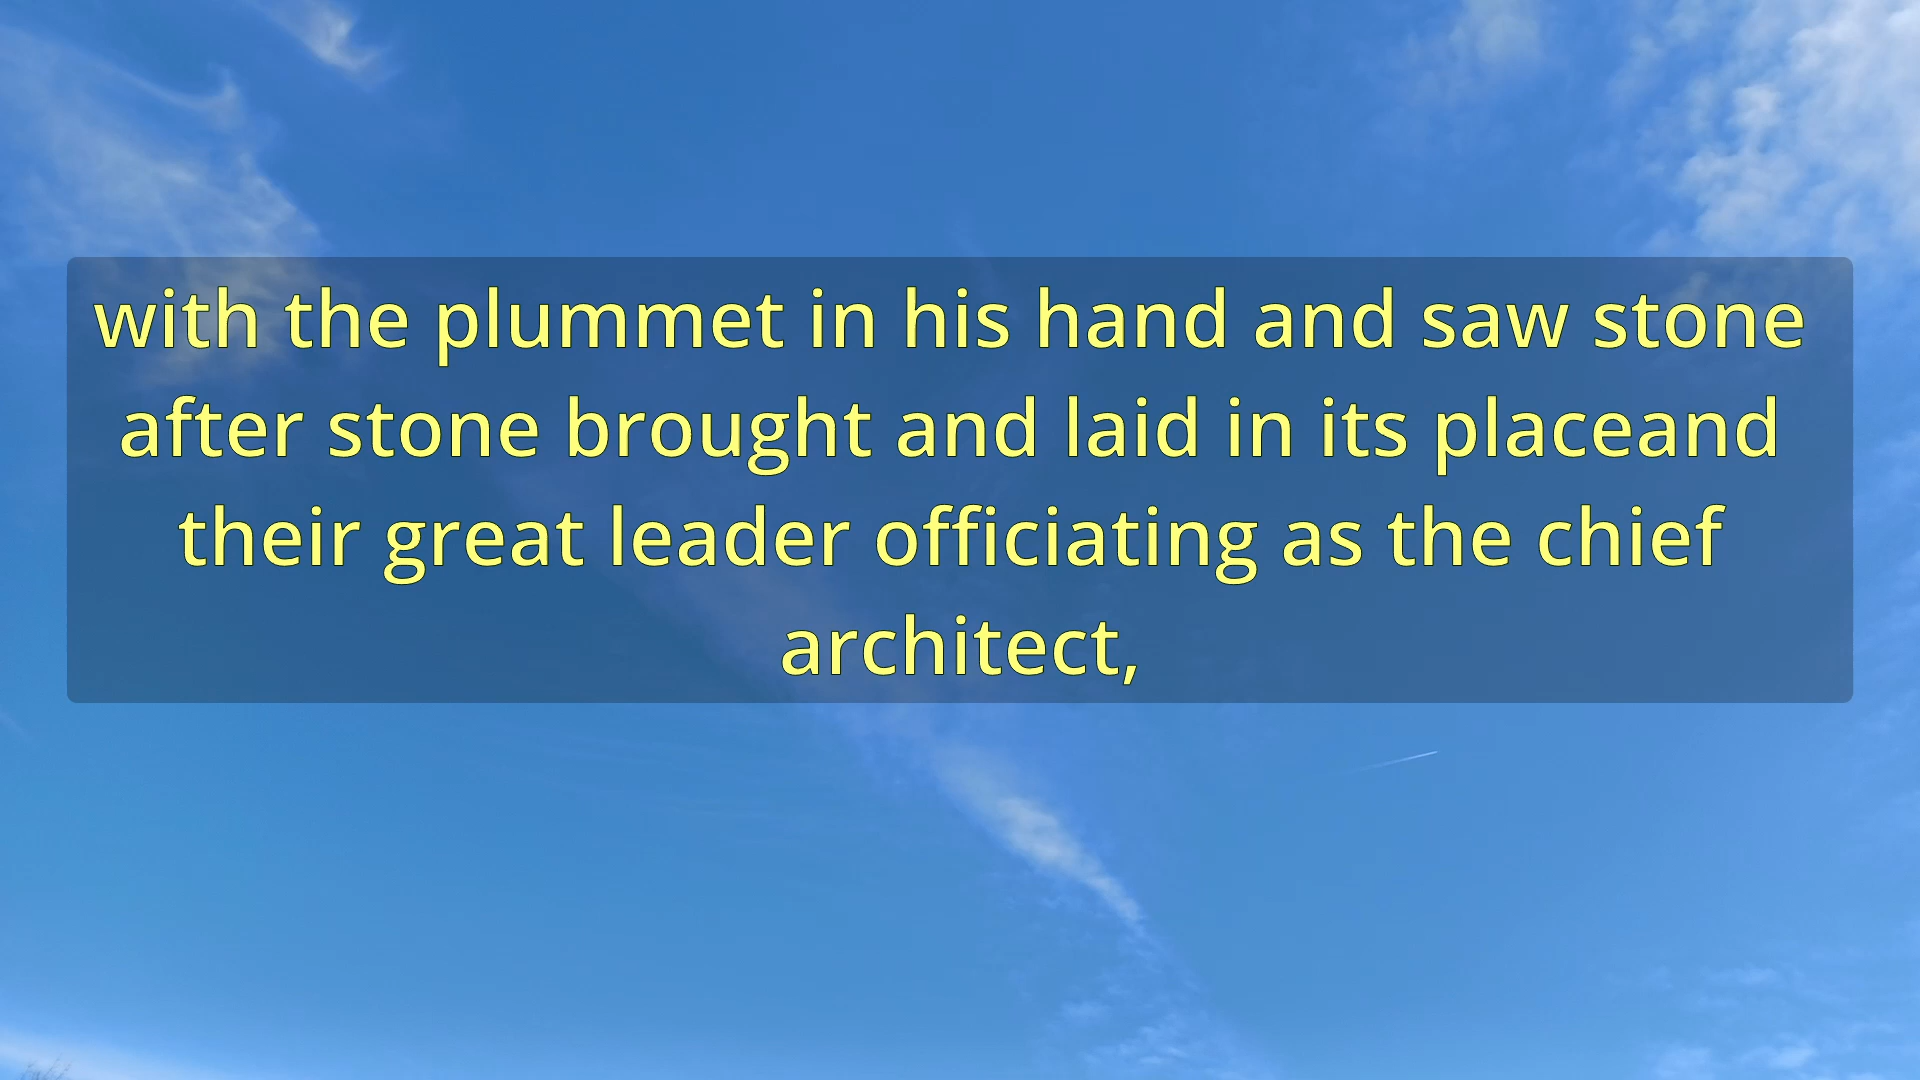 with the plummet in his hand and saw stone
after stone brought and laid in its placeand
their great leader officiating as the chief
architect,